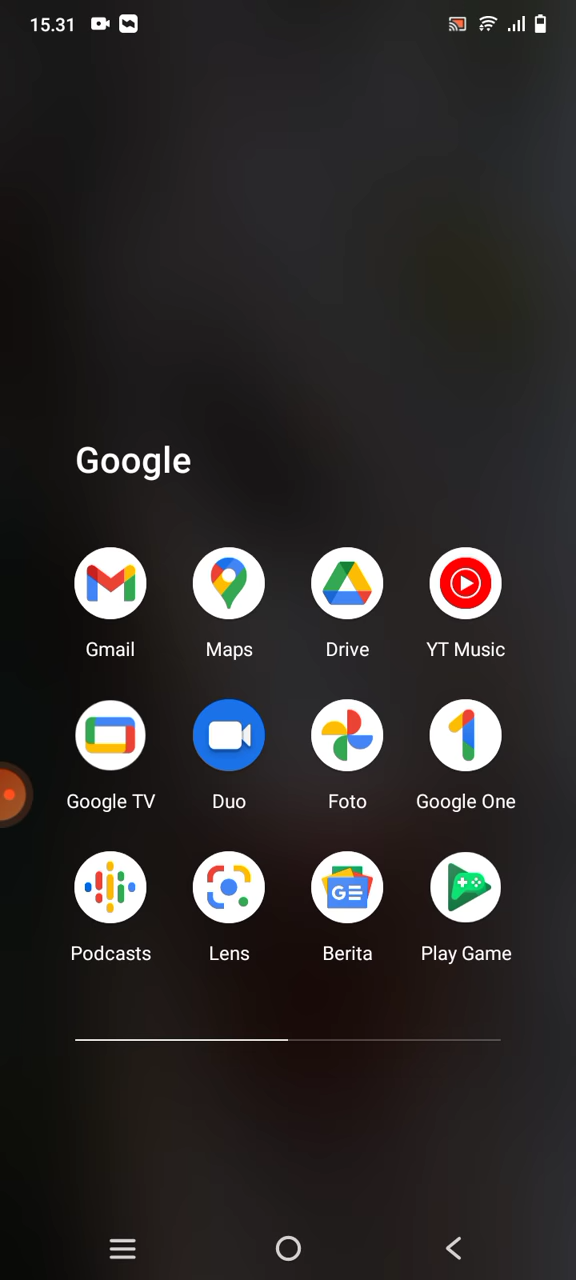 15.31
Google
Gmail Maps Drive YT Music
Google TV Duo Foto Google One
GE
Podcasts Lens Berita Play Game